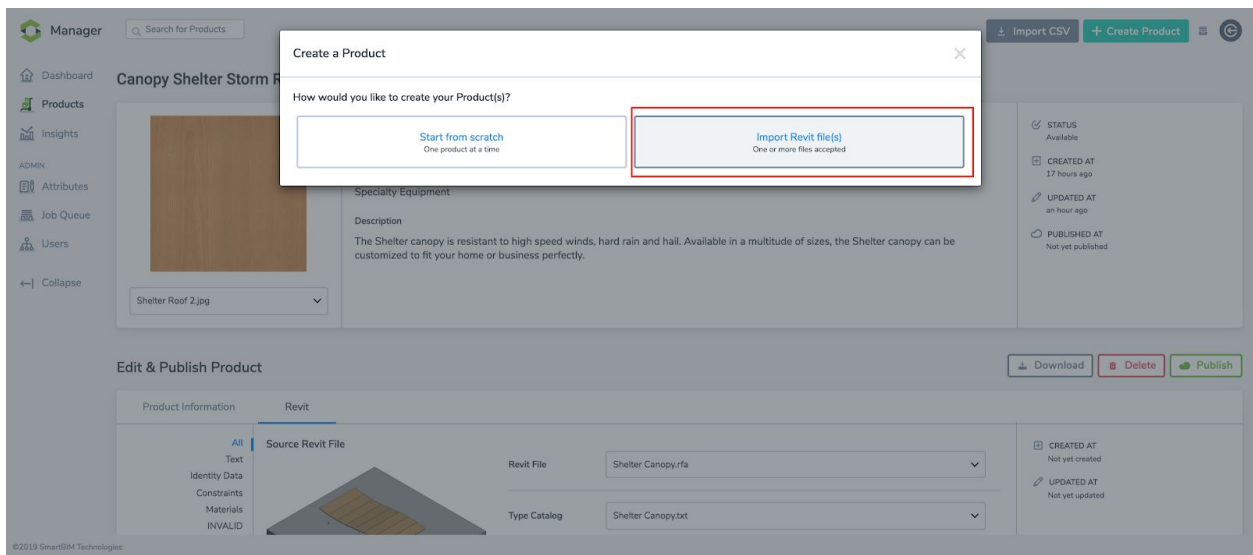 Manager
Search for Products
Import CSV
+ Create Product
Create a Product
How would you like to create your Product(s)?
Start from scratch
One product at a time
Import Revit file(s)
One or more files accepted
Dashboard
Products
Insights
ADMIN
Attributes
Job Queue
Users
Collapse
Canopy Shelter Storm
Shelter Roof 2.jpg
Specialty Equipment
Description
The Shelter canopy is resistant to high speed winds, hard rain and hail. Available in a multitude of sizes, the Shelter canopy can be
customized to fit your home or business perfectly.
STATUS
Available
CREATED AT
17 hours ago
UPDATED AT
an hour ago
PUBLISHED AT
Not yet published
Edit & Publish Product
Download
Delete
Publish
Product Information
Revit
All
Text
Identity Data
Constraints
Materials
INVALID
Source Revit File
Revit File
Shelter Canopy.rfa
Type Catalog
Shelter Canopy.txt
CREATED AT
Not yet created
UPDATED AT
Not yet updated
©2019 SmartBIM Technologies